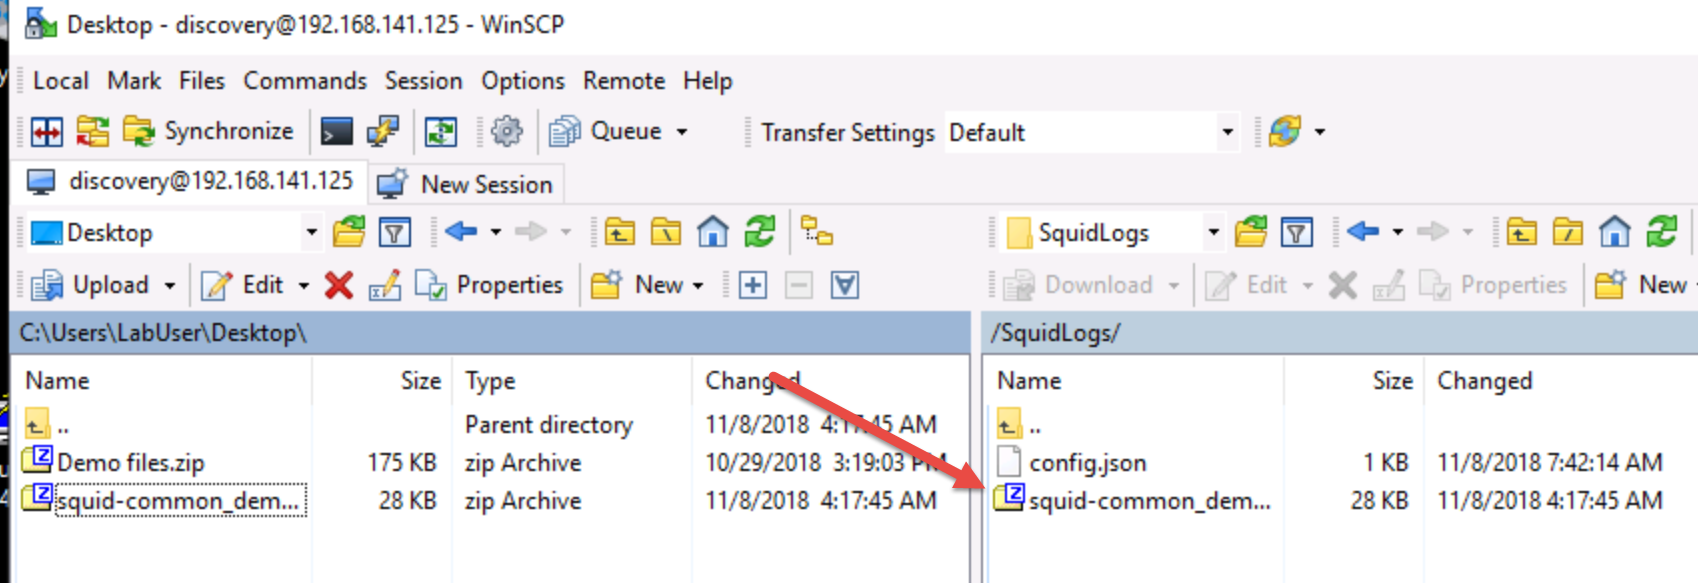 Desktop - discovery@192.168.141.125 - WinSCP
Local Mark Files Commands Session Options Remote Help
Synchronize Queue Transfer Settings Default
discovery@192.168.141.125 New Session
Desktop SquidLogs
Upload Edit Properties New Download Edit Properties New
C:\Users\LabUser\Desktop\ /SquidLogs/
Name Size Type Changed Name Size Changed
.. Parent directory 11/8/2018 4:17:45 AM ..
Demo files.zip 175 KB zip Archive 10/29/2018 3:19:03 PM config.json 1 KB 11/8/2018 7:42:14 AM
squid-common_dem... 28 KB zip Archive 11/8/2018 4:17:45 AM squid-common_dem... 28 KB 11/8/2018 4:17:45 AM